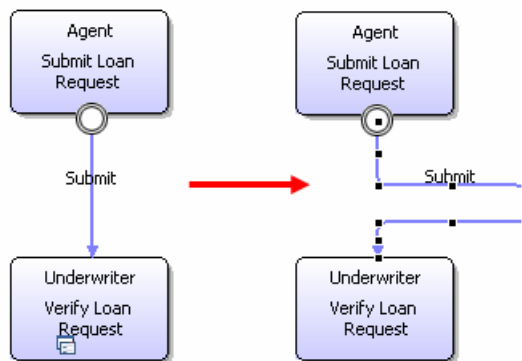 Agent
Submit Loan
Request
Submit
Underwriter
Verify Loan
Request
Agent
Submit Loan
Request
Submit
Underwriter
Verify Loan
Request